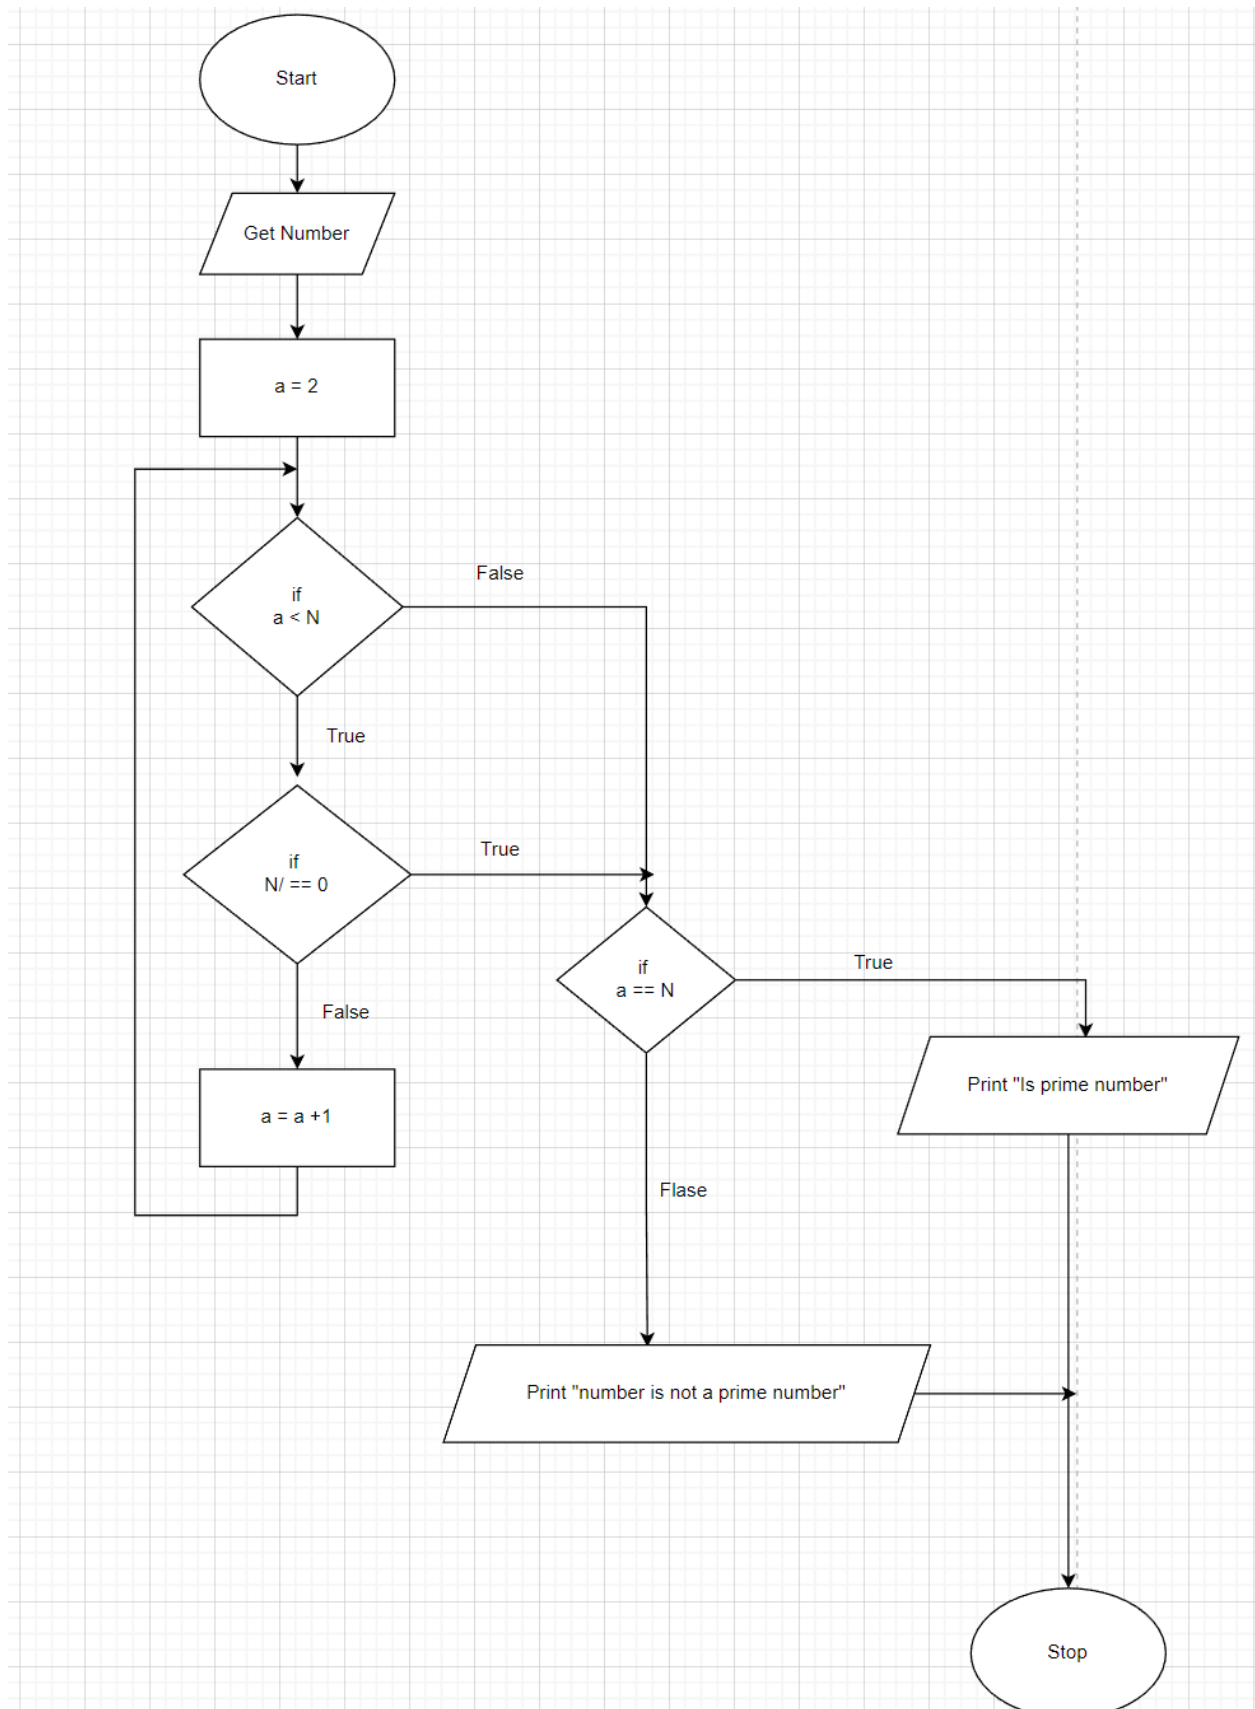 Start
Get Number
a = 2
if
a < N
False
True
if
N/ == 0
True
False
a = a +1
if
a == N
True
Print "Is prime number"
Flase
Print "number is not a prime number"
Stop